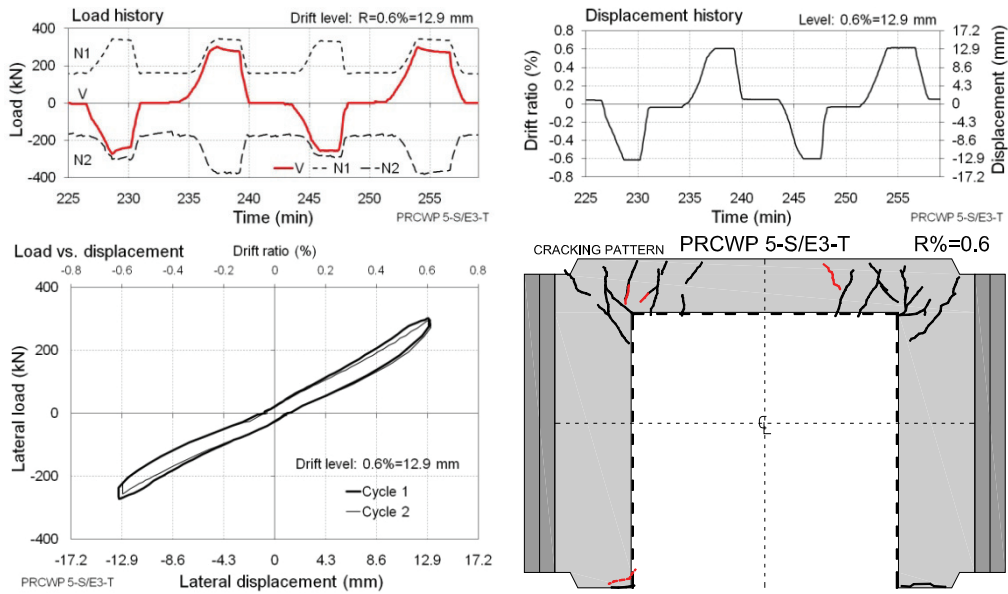 Load history
Drift level: R=0.6%=12.9 mm
Load (kN)
400
200
0
-200
-400
N1
V
N2
V N1 N2
225 230 235 240 245 250 255
Time (min)
PRCWP 5-S/E3-T
Displacement history
Level: 0.6%=12.9 mm
Drift ratio (%)
0.8
0.6
0.4
0.2
0
-0.2
-0.4
-0.6
-0.8
17.2
12.9
8.6
4.3
0
-4.3
-8.6
-12.9
-17.2
Displacement (mm)
225 230 235 240 245 250 255
Time (min)
PRCWP 5-S/E3-T
Load vs. displacement
Drift ratio (%)
-0.8 -0.6 -0.4 -0.2 0 0.2 0.4 0.6 0.8
Lateral load (kN)
400
200
0
-200
-400
Drift level: 0.6%=12.9 mm
Cycle 1
Cycle 2
-17.2 -12.9 -8.6 -4.3 0 4.3 8.6 12.9 17.2
PRCWP 5-S/E3-T
Lateral displacement (mm)
CRACKING PATTERN PRCWP 5-S/E3-T R%=0.6
℄